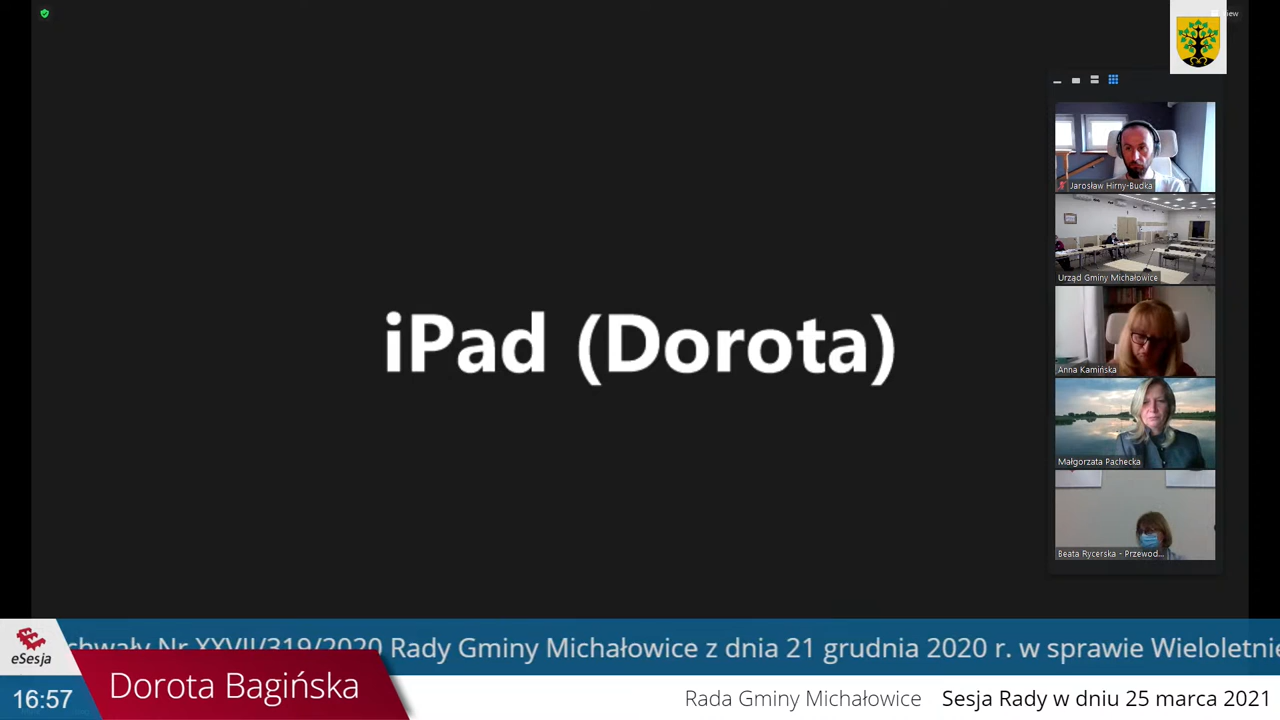 View
Jarosław Hirny-Budka
Urząd Gminy Michałowice
Anna Kamińska
Małgorzata Pachecka
Beata Rycerska - Przewod...
iPad (Dorota)
chwały Nr XXVII/319/2020 Rady Gminy Michałowice z dnia 21 grudnia 2020 r. w sprawie Wieloletnie
eSesja
Dorota Bagińska
16:57
Rada Gminy Michałowice
Sesja Rady w dniu 25 marca 2021